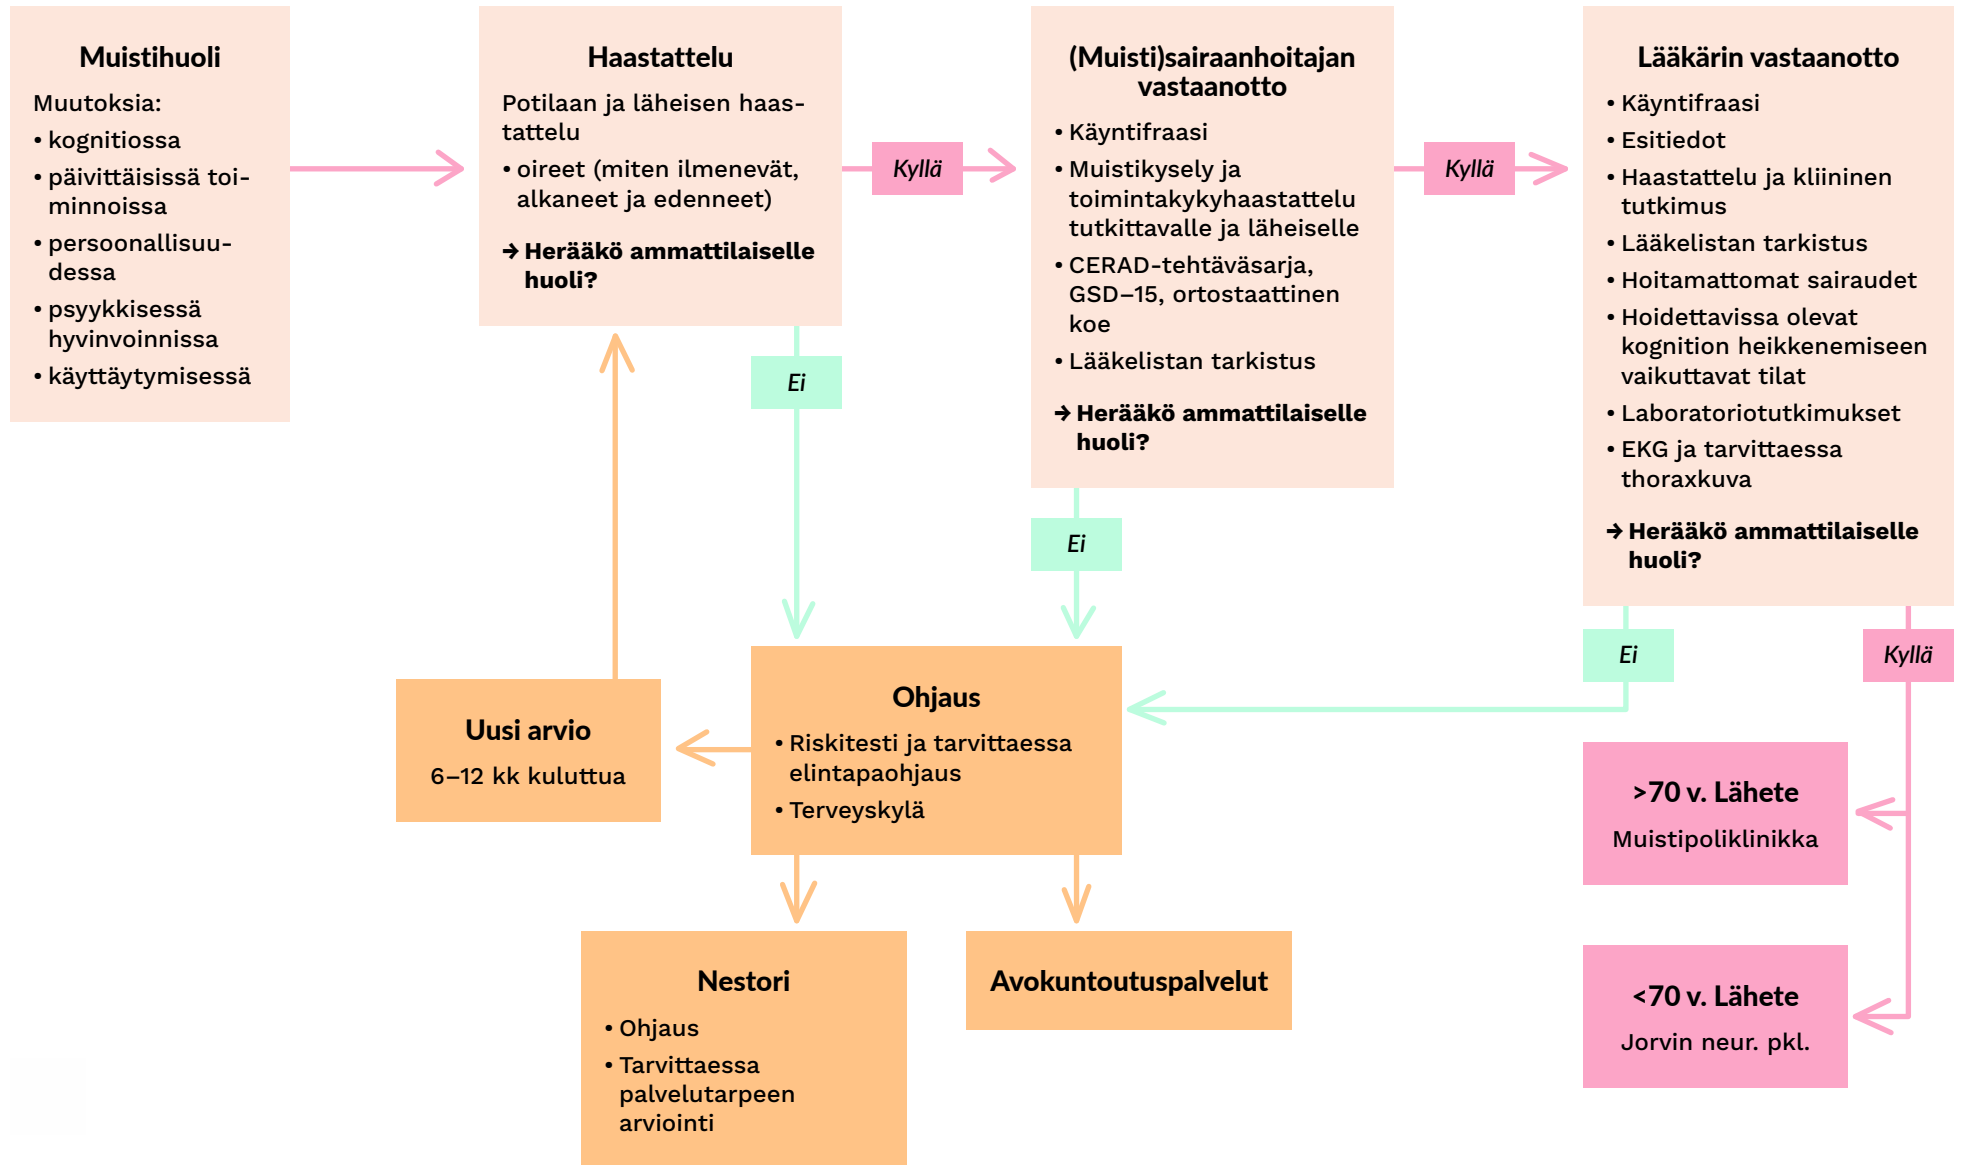 Muistihuoli
Muutoksia:
• kognitiossa
• päivittäisissä toi-
minnoissa
• persoonallisuu-
dessa
• psyykkisessä
hyvinvoinnissa
• käyttäytymisessä
Haastattelu
Potilaan ja läheisen haas-
tattelu
• oireet (miten ilmenevät,
alkaneet ja edenneet)
→ Herääkö ammattilaiselle
huoli?
Kyllä
Ei
(Muisti)sairaanhoitajan
vastaanotto
• Käyntifraasi
• Muistikysely ja
toimintakykyhaastattelu
tutkittavalle ja läheiselle
• CERAD-tehtäväsarja,
GSD–15, ortostaattinen
koe
• Lääkelistan tarkistus
→ Herääkö ammattilaiselle
huoli?
Kyllä
Ei
Lääkärin vastaanotto
• Käyntifraasi
• Esitiedot
• Haastattelu ja kliininen
tutkimus
• Lääkelistan tarkistus
• Hoitamattomat sairaudet
• Hoidettavissa olevat
kognition heikkenemiseen
vaikuttavat tilat
• Laboratoriotutkimukset
• EKG ja tarvittaessa
thoraxkuva
→ Herääkö ammattilaiselle
huoli?
Ei
Kyllä
Uusi arvio
6–12 kk kuluttua
Ohjaus
• Riskitesti ja tarvittaessa
elintapaohjaus
• Terveyskylä
>70 v. Lähete
Muistipoliklinikka
Nestori
• Ohjaus
• Tarvittaessa
palvelutarpeen
arviointi
Avokuntoutuspalvelut
<70 v. Lähete
Jorvin neur. pkl.